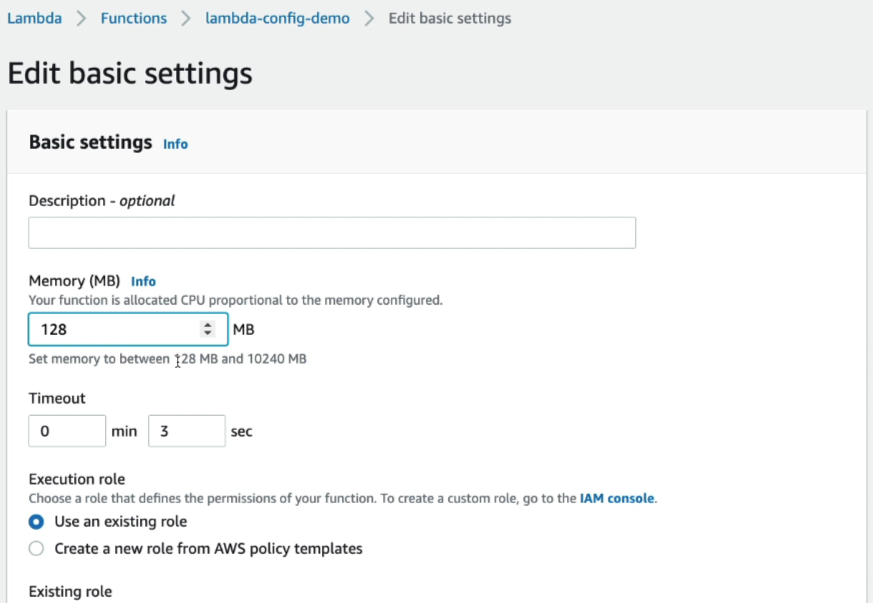 Lambda > Functions > lambda-config-demo > Edit basic settings
Edit basic settings
Basic settings Info
Description - optional
Memory (MB) Info
Your function is allocated CPU proportional to the memory configured.
128 MB
Set memory to between 128 MB and 10240 MB
Timeout
0 min 3 sec
Execution role
Choose a role that defines the permissions of your function. To create a custom role, go to the IAM console.
Use an existing role
Create a new role from AWS policy templates
Existing role